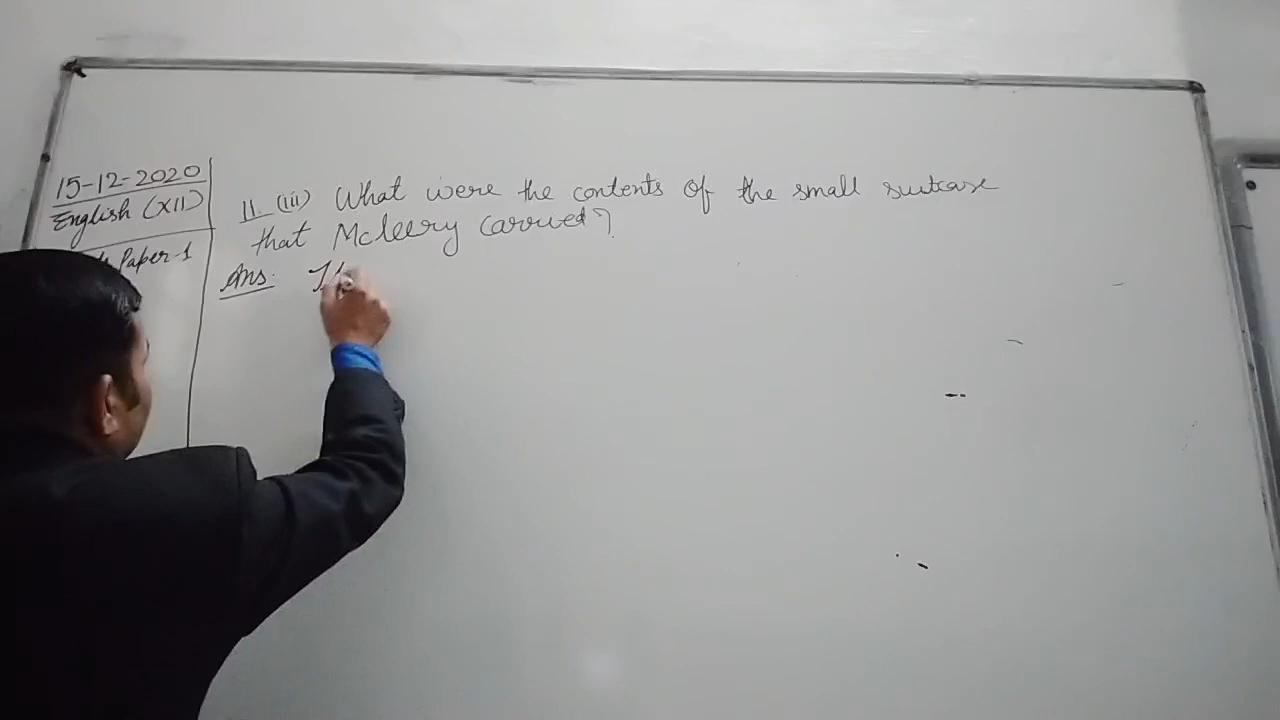 15-12-2020
English (XII)
Paper-1
11. (iii) What were the contents of the small suitcase
that Mcleery carried?
Ans: